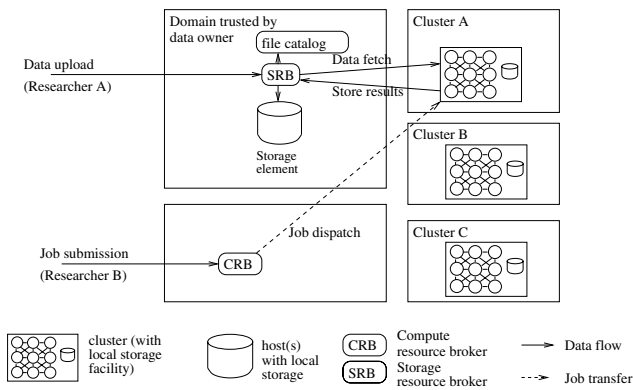 Domain trusted by
data owner
file catalog
SRB
Data upload
(Researcher A)
Data fetch
Store results
Storage
element
Cluster A
Cluster B
Cluster C
Job dispatch
Job submission
(Researcher B)
CRB
cluster (with
local storage
facility)
host(s)
with local
storage
CRB
Compute
resource broker
SRB
Storage
resource broker
Data flow
Job transfer